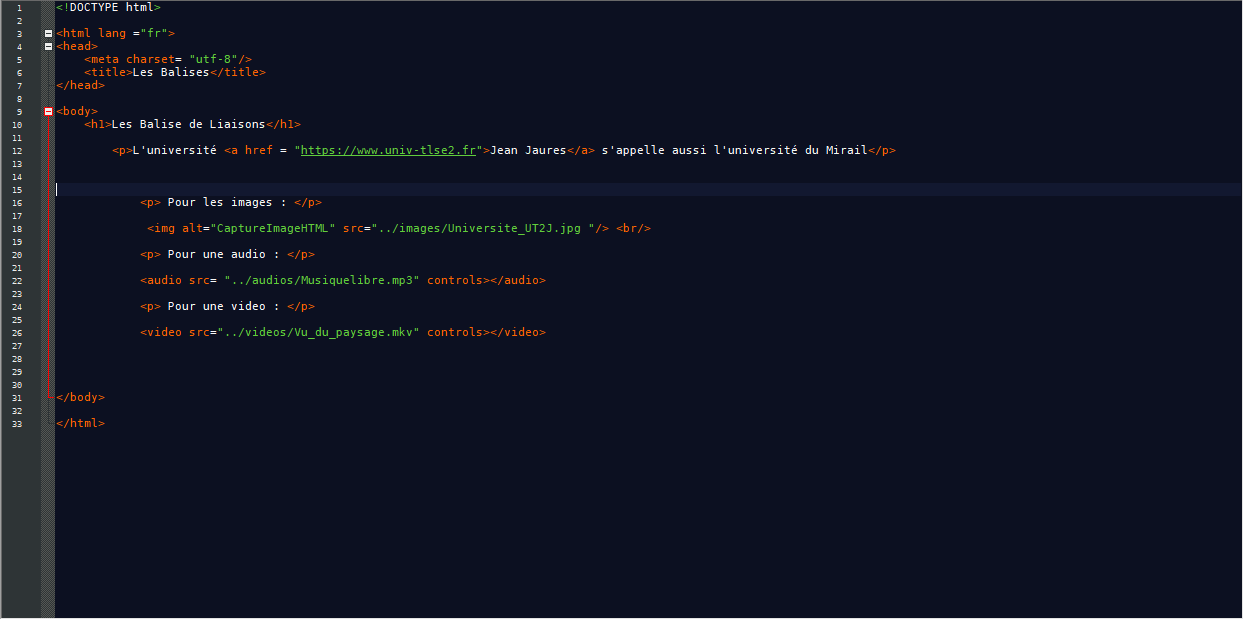 1 <!DOCTYPE html>
2
3 <html lang ="fr">
4 <head>
5 <meta charset= "utf-8"/>
6 <title>Les Balises</title>
7 </head>
8
9 <body>
10 <h1>Les Balise de Liaisons</h1>
11
12 <p>L'université <a href = "https://www.univ-tlse2.fr">Jean Jaures</a> s'appelle aussi l'université du Mirail</p>
13
14
15
16 <p> Pour les images : </p>
17
18 <img alt="CaptureImageHTML" src="../images/Universite_UT2J.jpg "/> <br/>
19
20 <p> Pour une audio : </p>
21
22 <audio src= "../audios/Musiquelibre.mp3" controls></audio>
23
24 <p> Pour une video : </p>
25
26 <video src="../videos/Vu_du_paysage.mkv" controls></video>
27
28
29
30
31 </body>
32
33 </html>